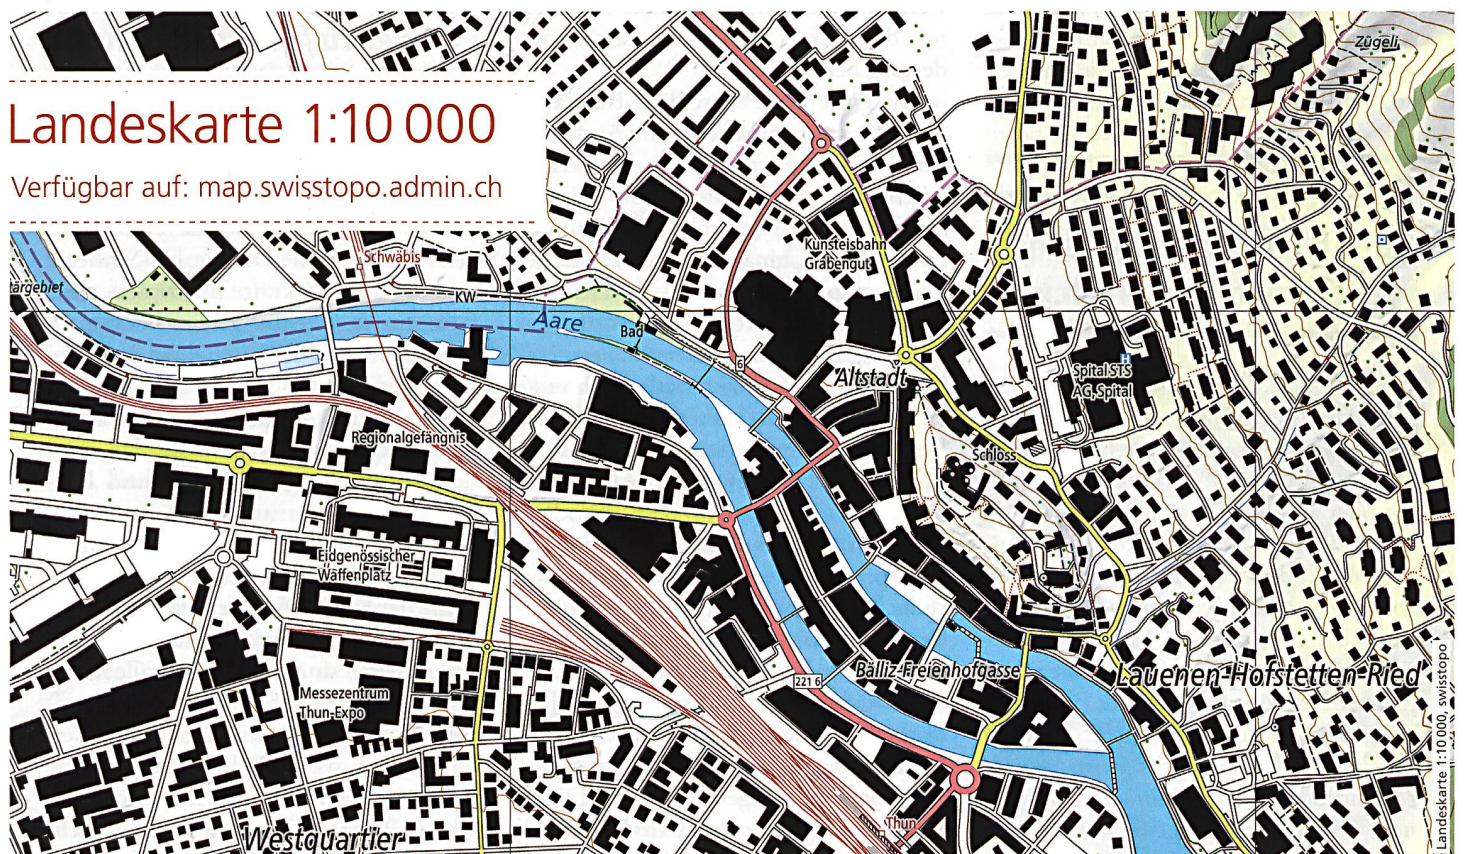 Zügeli
Landeskarte 1:10 000
Verfügbar auf: map.swisstopo.admin.ch
Kunsteisbahn
Grabengut
Schwäbis
tärgebiet
KW
Aare
Bad
6
Altstadt
H
Spital STS
AG, Spital
Regionalgefängnis
Schloss
Eidgenössischer
Waffenplatz
Bälliz-Freienhofgasse
Lauenen-Hofstetten-Ried
221 6
Messezentrum
Thun-Expo
Thun
Westquartier
Landeskarte 1:10 000, swisstopo